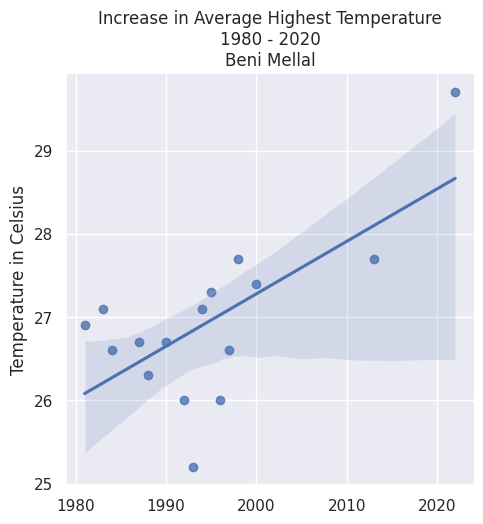 Increase in Average Highest Temperature
1980 - 2020
Beni Mellal
Temperature in Celsius
29
28
27
26
25
1980 1990 2000 2010 2020